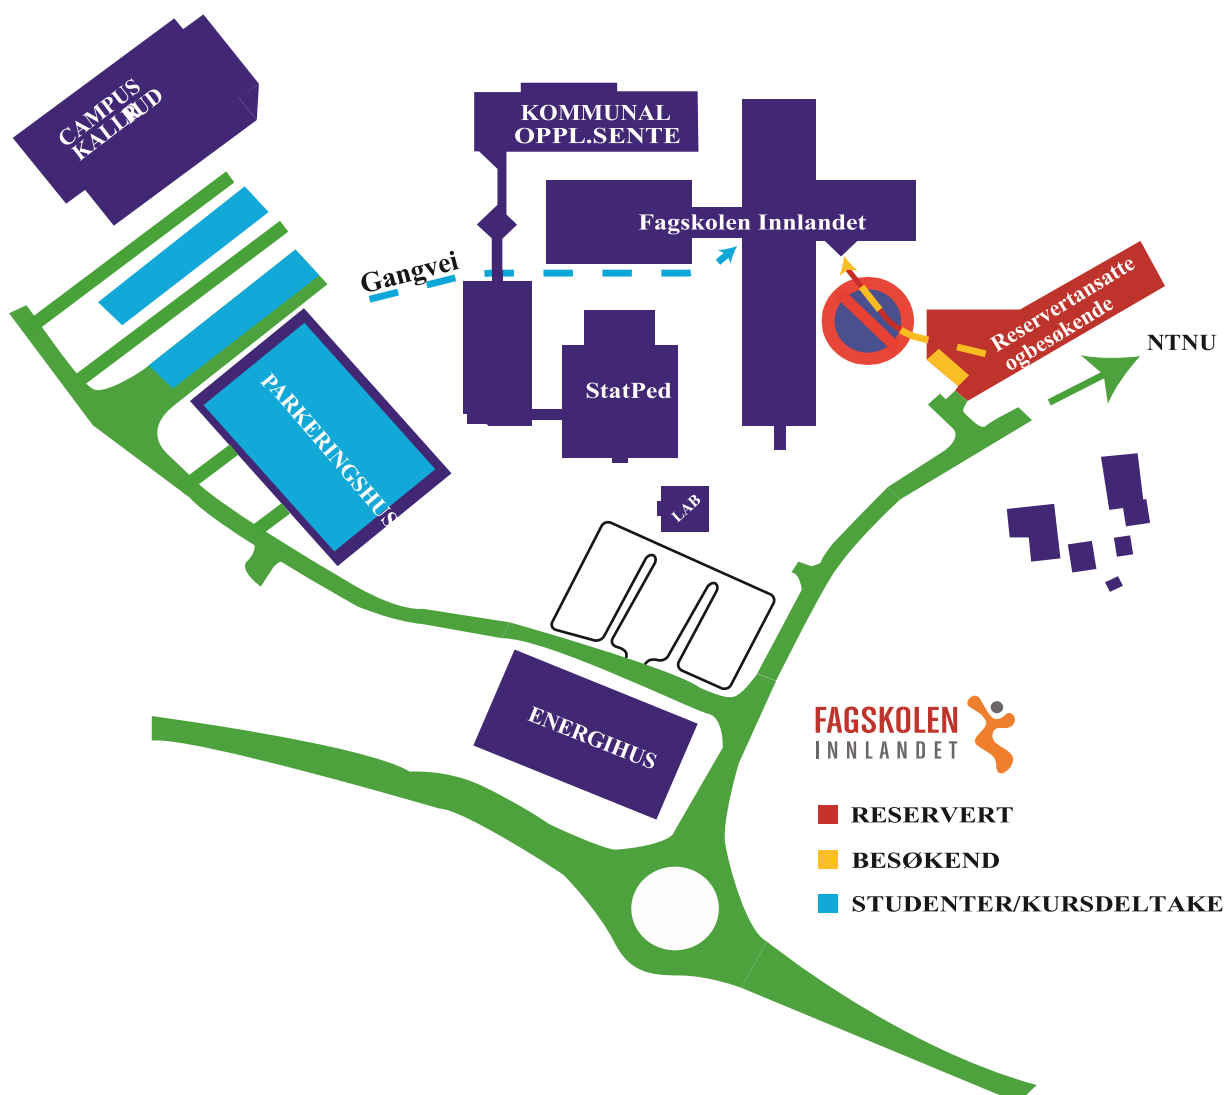 CAMPUS
KALLRUD
KOMMUNAL
OPPL.SENTE
Fagskolen Innlandet
Gangvei
Reservertansatte
ogbesøkende
NTNU
PARKERINGSHUS
StatPed
LAB
ENERGIHUS
FAGSKOLEN
INNLANDET
RESERVERT
BESØKEND
STUDENTER/KURSDELTAKE